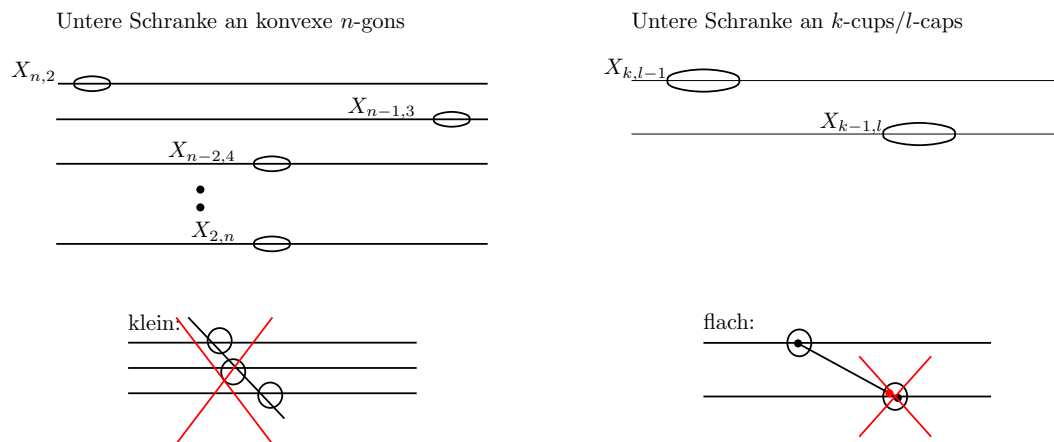 Untere Schranke an konvexe n-gons
X_{n,2}
X_{n-1,3}
X_{n-2,4}
X_{2,n}
klein:
Untere Schranke an k-cups/l-caps
X_{k,l-1}
X_{k-1,l}
flach: